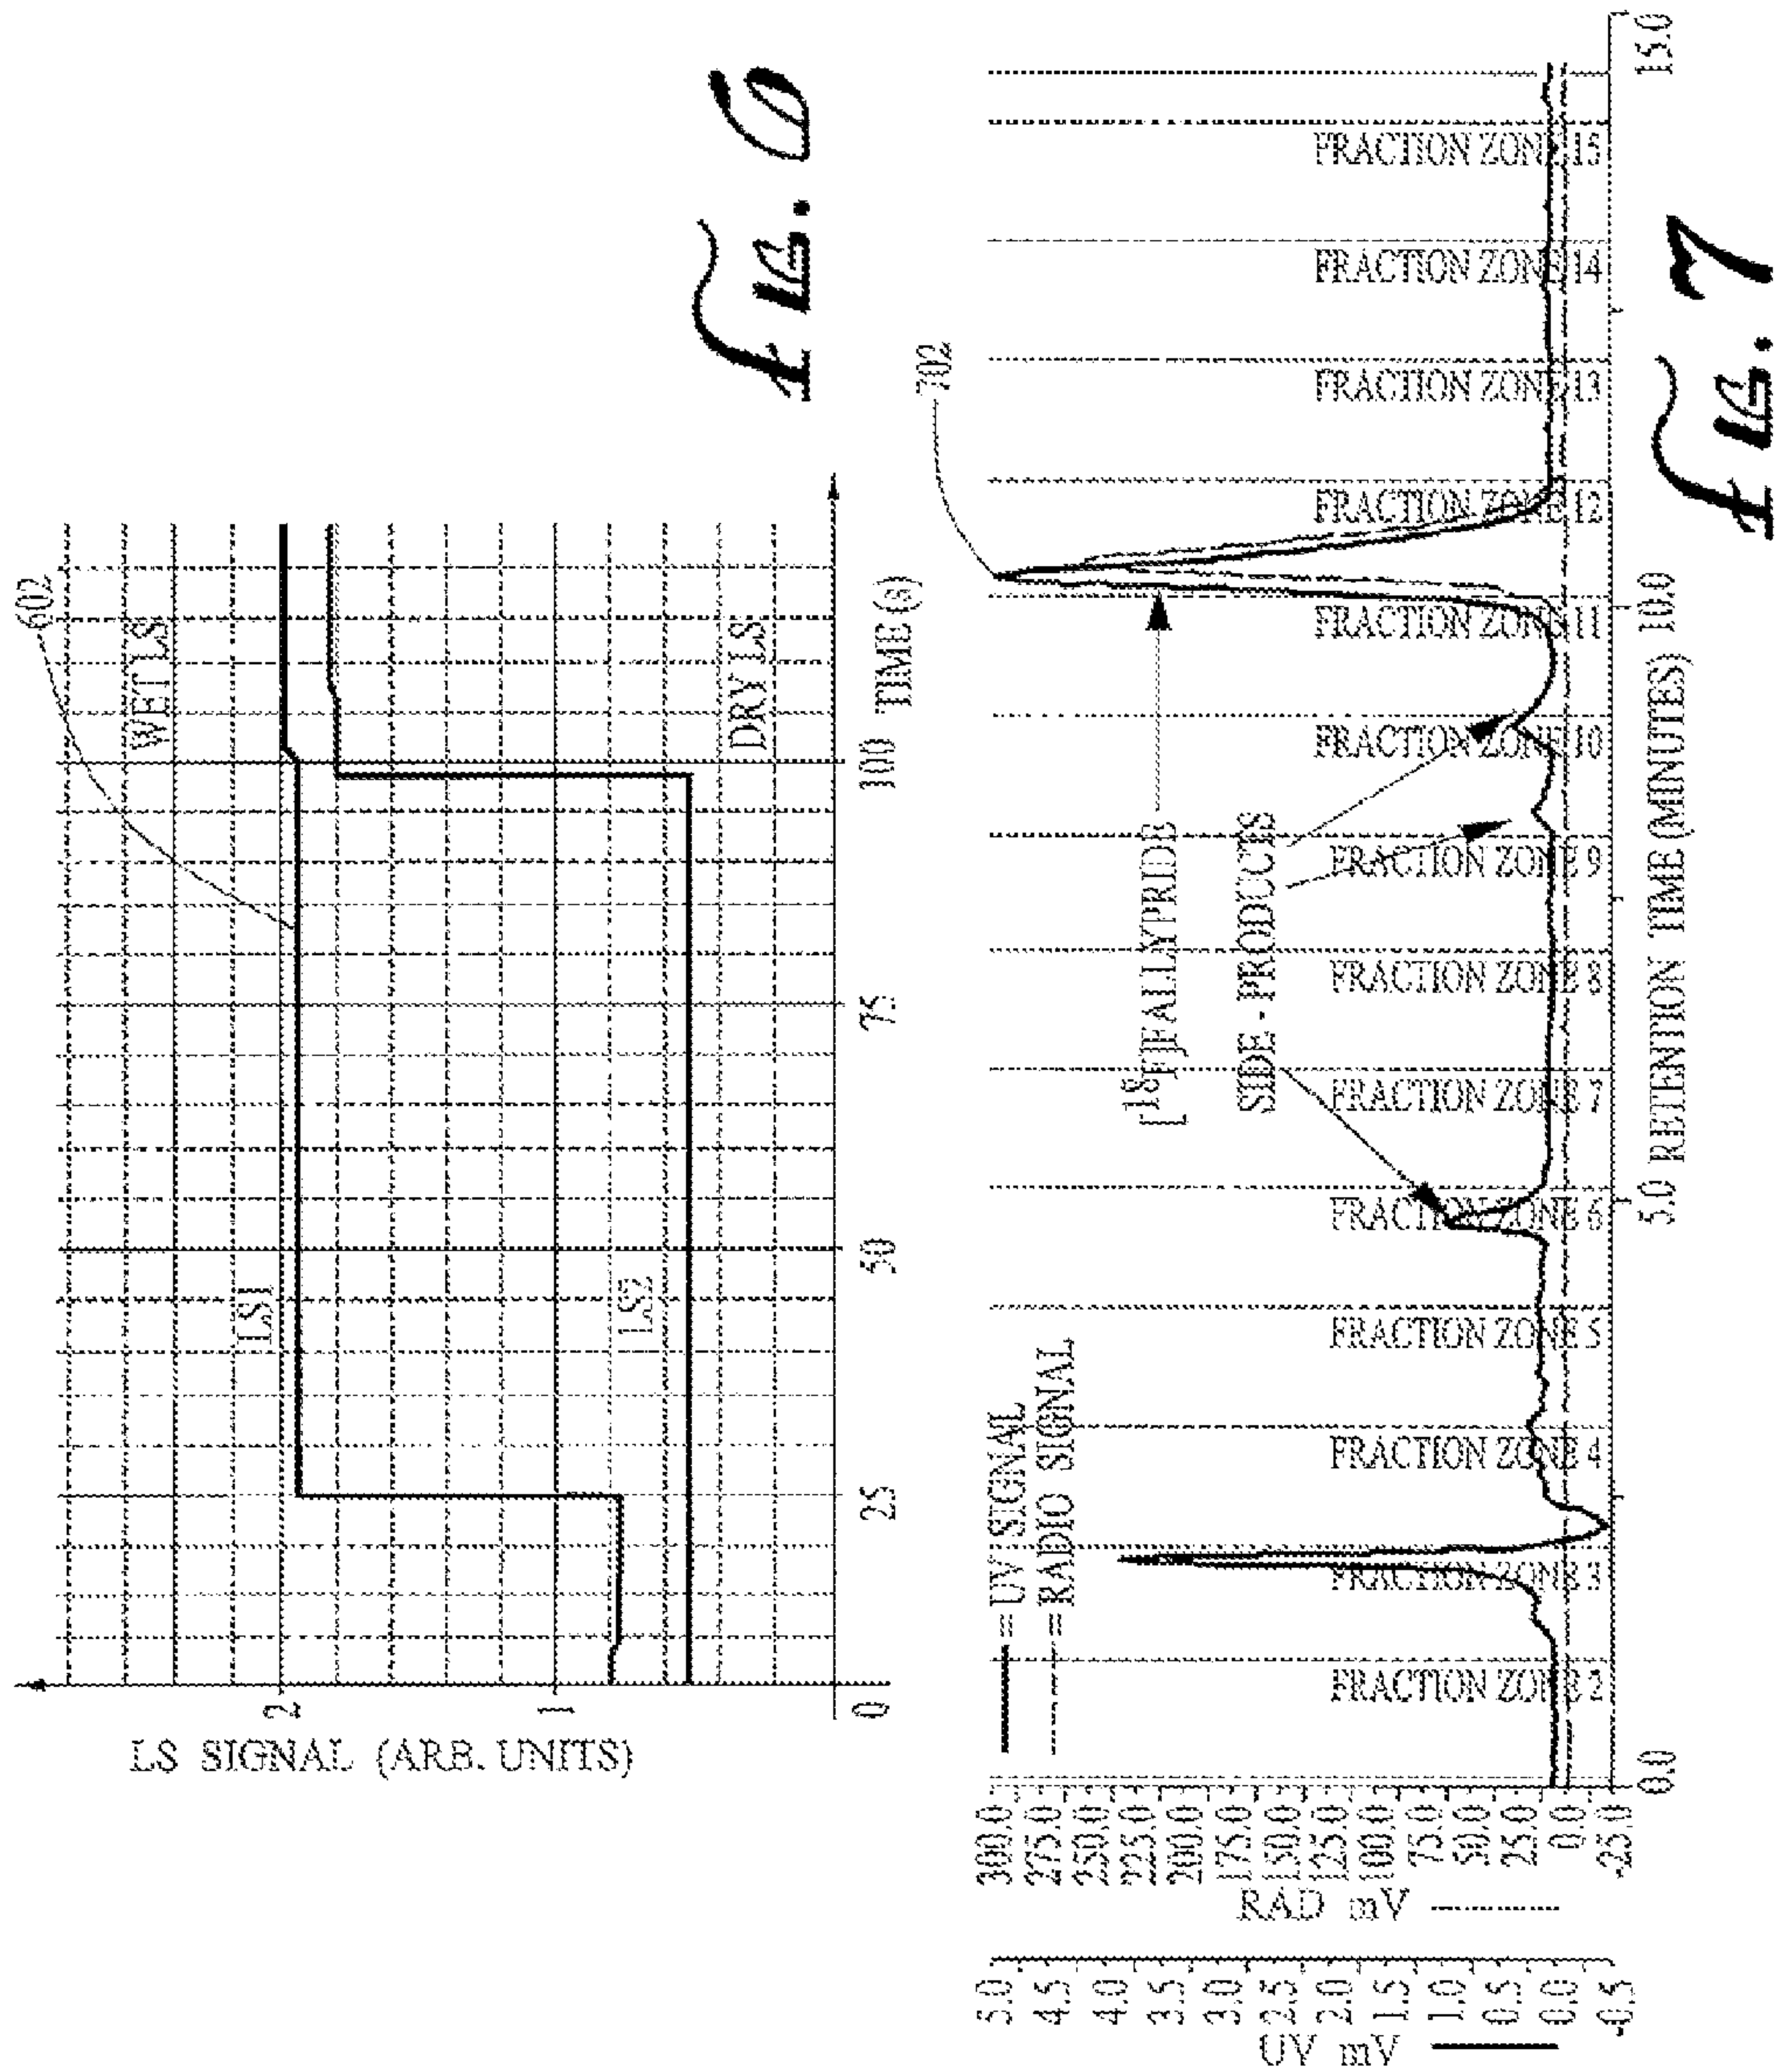 602
WET LS
LS1
LS2
DRY LS
LS SIGNAL (ARB. UNITS)
2
1
0
25
50
75
100
TIME (s)
FIG. 6
702
= UV SIGNAL
= RADIO SIGNAL
[18F]FALLYPRIDE
SIDE - PRODUCTS
FRACTION ZONE 2
FRACTION ZONE 3
FRACTION ZONE 4
FRACTION ZONE 5
FRACTION ZONE 6
FRACTION ZONE 7
FRACTION ZONE 8
FRACTION ZONE 9
FRACTION ZONE 10
FRACTION ZONE 11
FRACTION ZONE 12
FRACTION ZONE 13
FRACTION ZONE 14
FRACTION ZONE 15
UV mV
5.0
4.5
4.0
3.5
3.0
2.5
2.0
1.5
1.0
0.5
0.0
-0.5
RAD mV
300.0
275.0
250.0
225.0
200.0
175.0
150.0
125.0
100.0
75.0
50.0
25.0
0.0
-25.0
0.0
5.0
RETENTION TIME (MINUTES)
10.0
15.0
FIG. 7